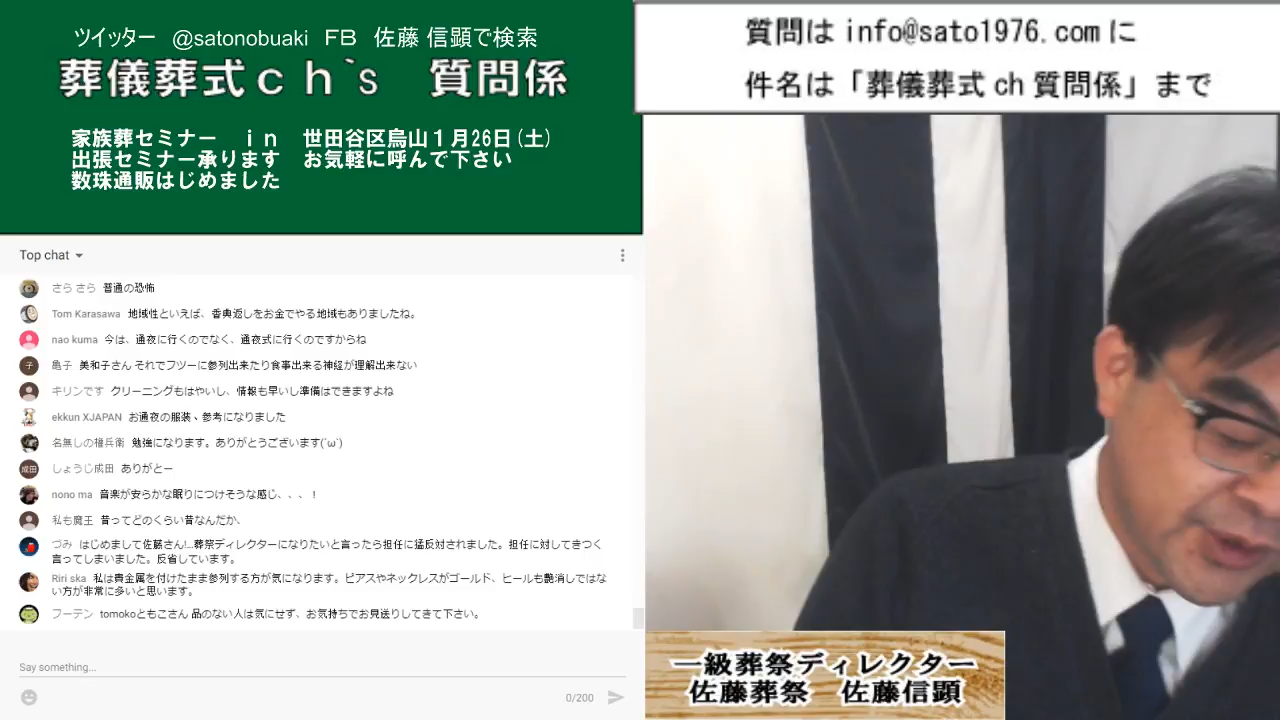 ツイッター @satonobuaki FB 佐藤 信顕で検索
葬儀葬式ch`s 質問係
家族葬セミナー in 世田谷区烏山1月26日(土)
出張セミナー承ります お気軽に呼んで下さい
数珠通販はじめました
質問は info@sato1976.com に
件名は「葬儀葬式 ch 質問係」まで
Top chat
さら さら 普通の恐怖
Tom Karasawa 地域性といえば、香典返しをお金でやる地域もありましたね。
nao kuma 今は、通夜に行くのでなく、通夜式に行くのですからね
子 亀子 美和子さん それでフツーに参列出来たり食事出来る神経が理解出来ない
キリンです クリーニングもはやいし、情報も早いし準備はできますよね
ekkun XJAPAN お通夜の服装、参考になりました
名無しの権兵衛 勉強になります。ありがとうございます(´ω`)
成田 しょうじ成田 ありがとー
nono ma 音楽が安らかな眠りにつけそうな感じ、、、！
私も魔王 昔ってどのくらい昔なんだか、
づみ はじめまして佐藤さん!…葬祭ディレクターになりたいと言ったら担任に猛反対されました。担任に対してきつく
言ってしまいました。反省しています。
Riri ska 私は貴金属を付けたまま参列する方が気になります。ピアスやネックレスがゴールド、ヒールも艶消しではな
い方が非常に多いと思います。
フーデン tomokoともこさん 品のない人は気にせず、お気持ちでお見送りしてきて下さい。
Say something...
0/200
一級葬祭ディレクター
佐藤葬祭 佐藤信顕